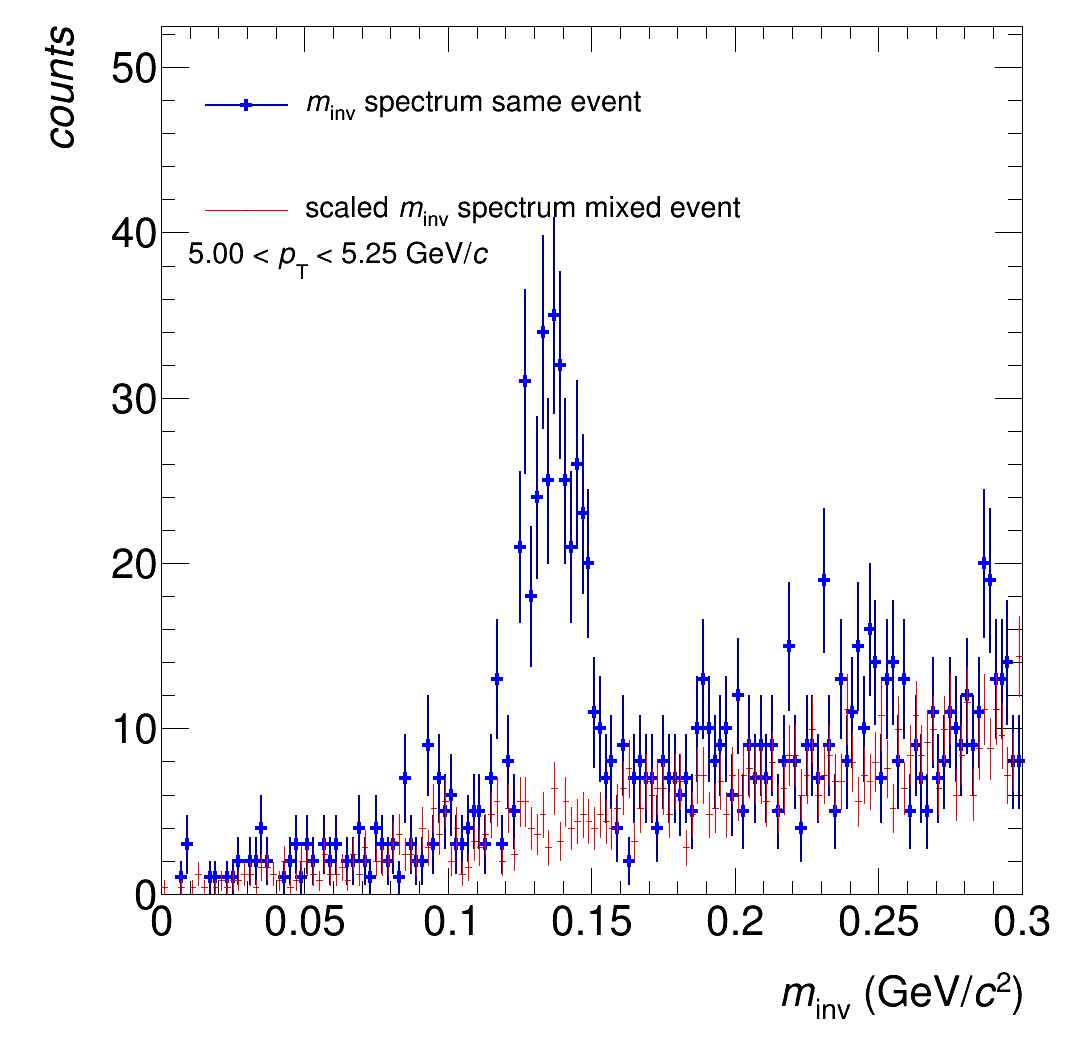 counts
50
m_inv spectrum same event
scaled m_inv spectrum mixed event
40
5.00 < p_T < 5.25 GeV/c
30
20
10
0
0 0.05 0.1 0.15 0.2 0.25 0.3
m_inv (GeV/c²)